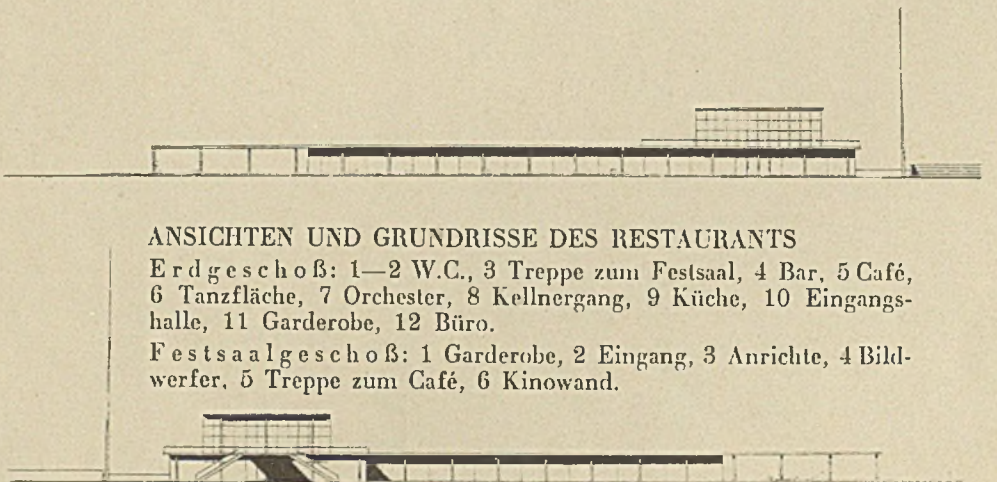 ANSICHTEN UND GRUNDRISSE DES RESTAURANTS
Erdgeschoß: 1—2 W.C., 3 Treppe zum Festsaal, 4 Bar, 5 Café,
6 Tanzfläche, 7 Orchester, 8 Kellnergang, 9 Küche, 10 Eingangs-
halle, 11 Garderobe, 12 Büro.
Festsaalgeschoß: 1 Garderobe, 2 Eingang, 3 Anrichte, 4 Bild-
werfer, 5 Treppe zum Café, 6 Kinowand.